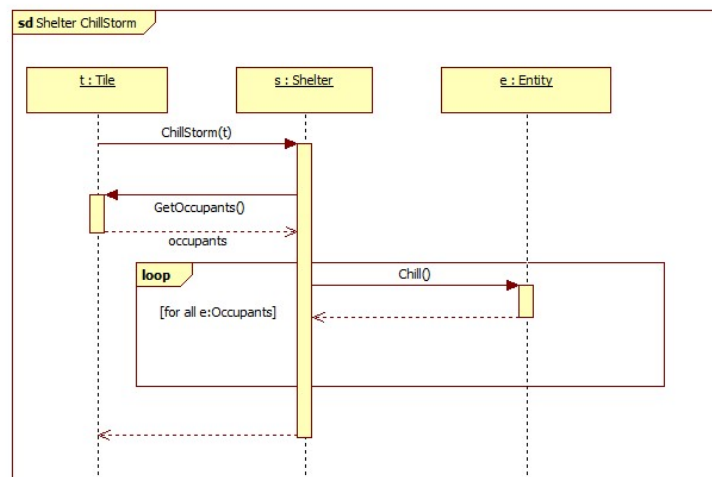 sd Shelter ChillStorm
t : Tile
s : Shelter
e : Entity
ChillStorm(t)
GetOccupants()
occupants
loop
Chill()
[for all e:Occupants]